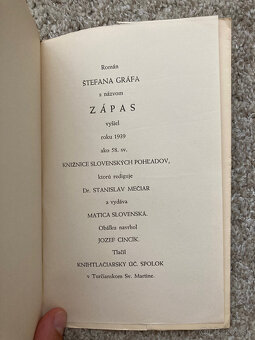 Román
ŠTEFANA GRÁFA
s názvom
ZÁPAS
vyšiel
roku 1939
ako 58. sv.
KNIŽNICE SLOVENSKÝCH POHĽADOV,
ktorú rediguje
Dr. STANISLAV MEČIAR
a vydáva
MATICA SLOVENSKÁ.
Obálku navrhol
JOZEF CINCÍK
Tlačil
KNÍHTLAČIARSKY ÚČ. SPOLOK
v Turčianskom Sv. Martine.